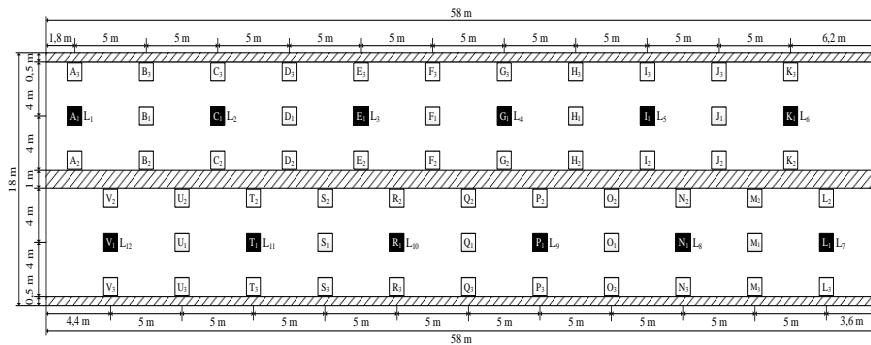 58 m
1,8 m 5 m 5 m 5 m 5 m 5 m 5 m 5 m 5 m 5 m 5 m 6,2 m
0,5 m
A3 B3 C3 D3 E3 F3 G3 H3 I3 J3 K3
4 m
A1 L1 B1 C1 L2 D1 E1 L3 F1 G1 L4 H1 I1 L5 J1 K1 L6
4 m
A2 B2 C2 D2 E2 F2 G2 H2 I2 J2 K2
18 m
1 m
V2 U2 T2 S2 R2 Q2 P2 O2 N2 M2 L2
4 m
V1 L12 U1 T1 L11 S1 R1 L10 Q1 P1 L9 O1 N1 L8 M1 L1 L7
4 m
V3 U3 T3 S3 R3 Q3 P3 O3 N3 M3 L3
0,5 m
4,4 m 5 m 5 m 5 m 5 m 5 m 5 m 5 m 5 m 5 m 5 m 3,6 m
58 m